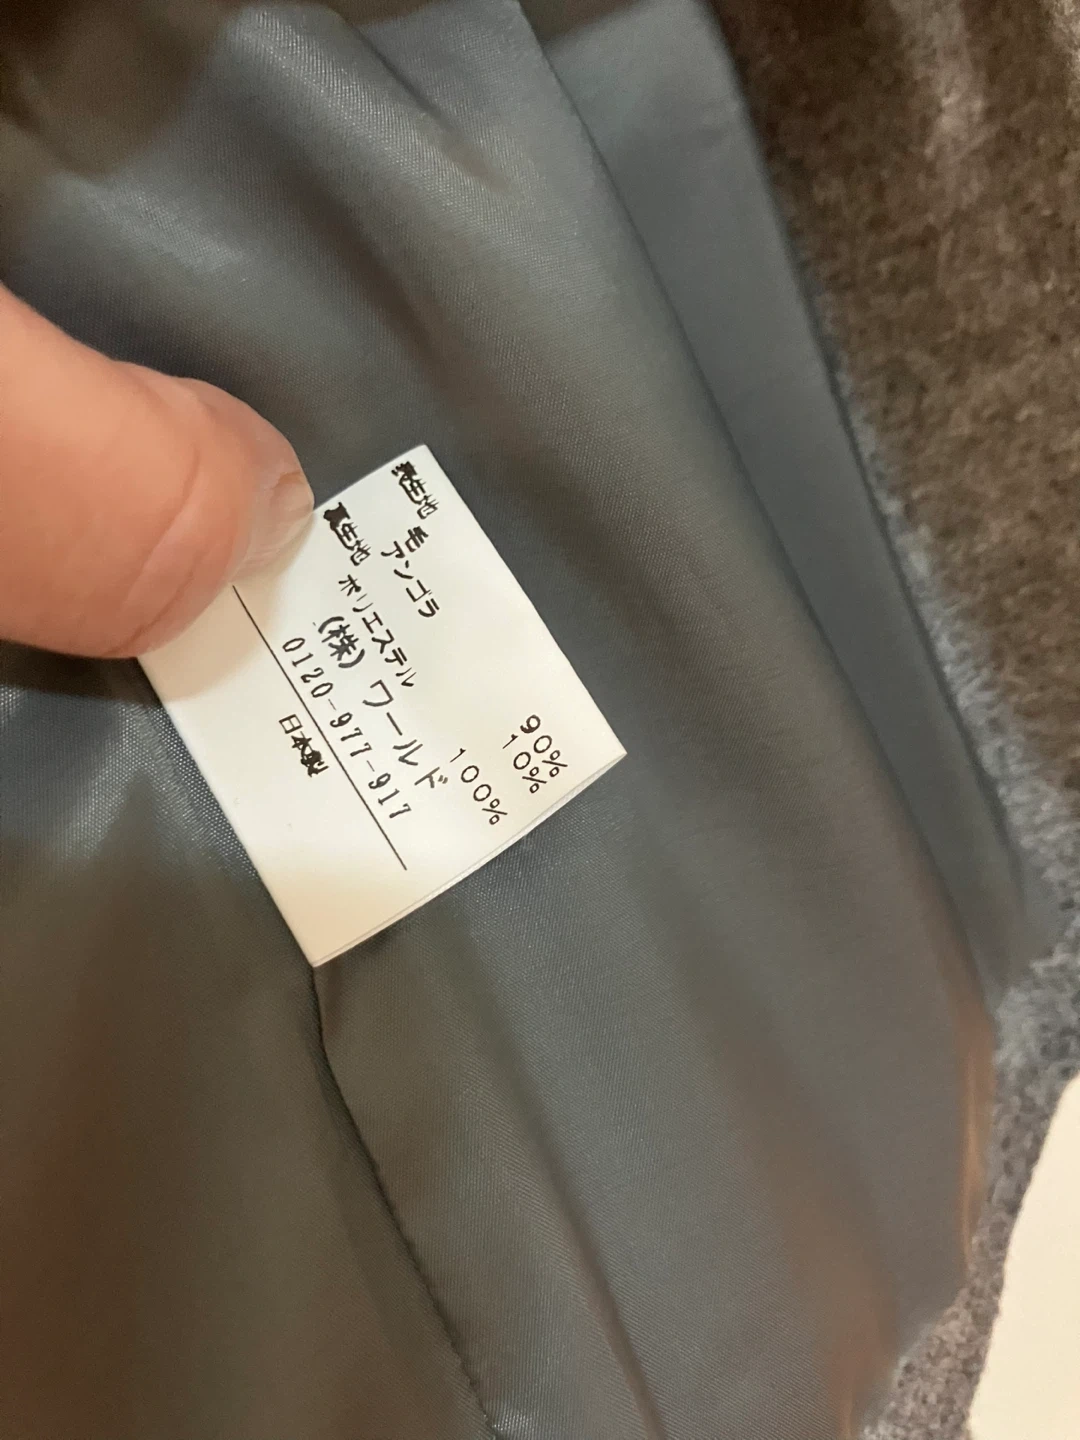 表生地 毛 90%
アンゴラ 10%
裏生地 ポリエステル 100%
(株) ワールド
0120-977-917
日本製